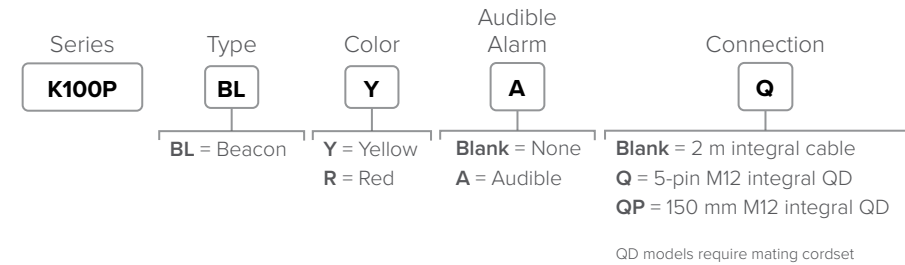 Audible
Series Type Color Alarm Connection
K100P BL Y A Q
BL = Beacon Y = Yellow Blank = None Blank = 2 m integral cable
R = Red A = Audible Q = 5-pin M12 integral QD
QP = 150 mm M12 integral QD
QD models require mating cordset